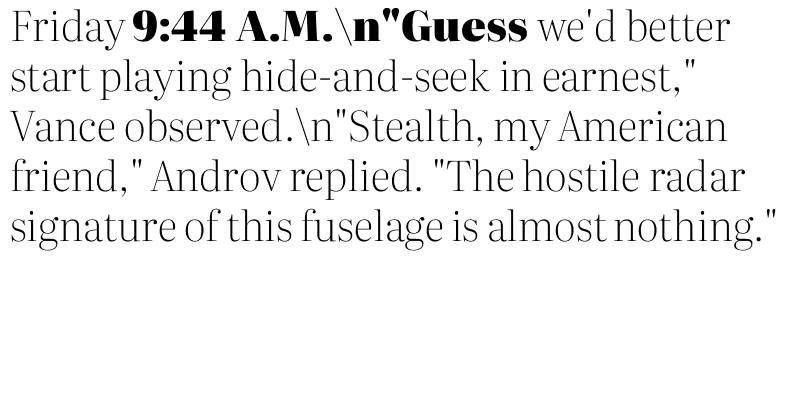 Friday 9:44 A.M.\n"Guess we'd better
start playing hide-and-seek in earnest,"
Vance observed.\n"Stealth, my American
friend," Androv replied. "The hostile radar
signature of this fuselage is almost nothing."